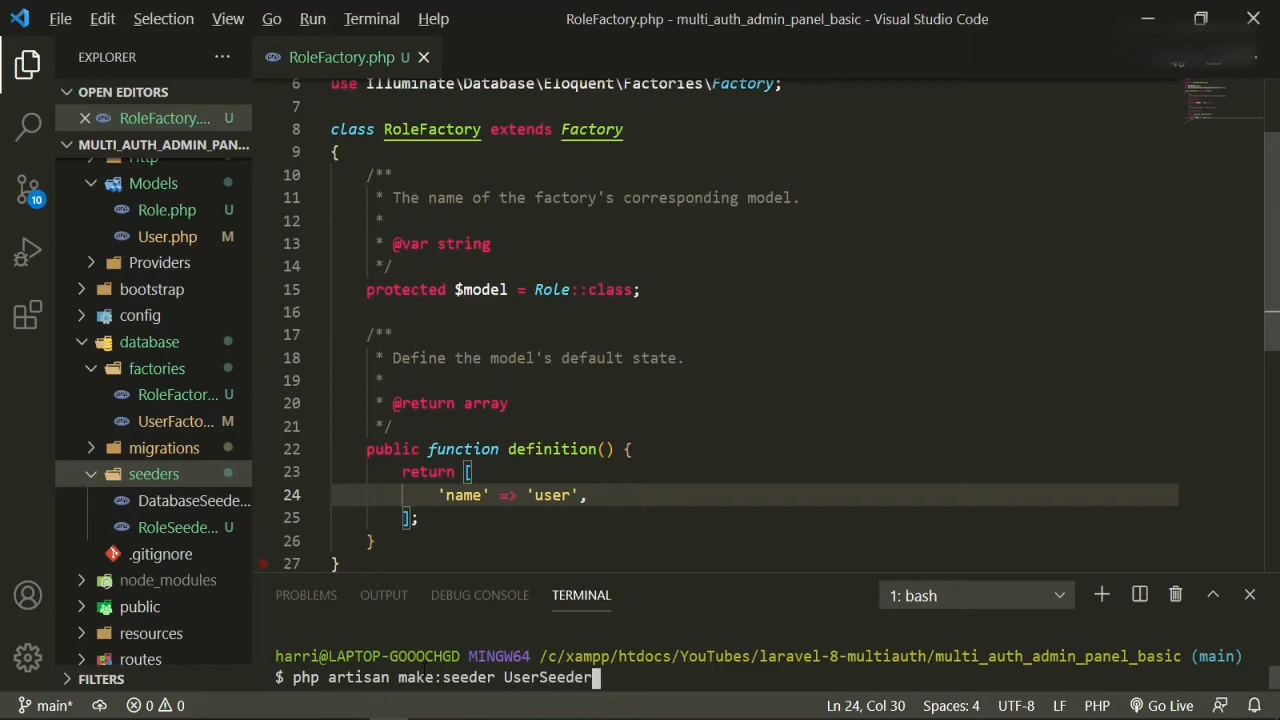 File Edit Selection View Go Run Terminal Help RoleFactory.php - multi_auth_admin_panel_basic - Visual Studio Code
EXPLORER ··· RoleFactory.php U
OPEN EDITORS
RoleFactory.... U
MULTI_AUTH_ADMIN_PAN...
Http
Models
Role.php U
User.php M
Providers
bootstrap
config
database
factories
RoleFactor... U
UserFacto... M
migrations
seeders
DatabaseSeede...
RoleSeede... U
.gitignore
node_modules
public
resources
routes
FILTERS
10
6 use Illuminate\Database\Eloquent\Factories\Factory;
7
8 class RoleFactory extends Factory
9 {
10 /**
11 * The name of the factory's corresponding model.
12 *
13 * @var string
14 */
15 protected $model = Role::class;
16
17 /**
18 * Define the model's default state.
19 *
20 * @return array
21 */
22 public function definition() {
23 return [
24 'name' => 'user',
25 ];
26 }
27 }
PROBLEMS OUTPUT DEBUG CONSOLE TERMINAL 1: bash
harri@LAPTOP-GOOOCHGD MINGW64 /c/xampp/htdocs/YouTubes/laravel-8-multiauth/multi_auth_admin_panel_basic (main)
$ php artisan make:seeder UserSeeder
main* 0 0 Ln 24, Col 30 Spaces: 4 UTF-8 LF PHP Go Live